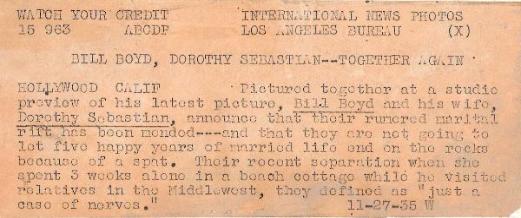 WATCH YOUR CREDIT INTERNATIONAL NEWS PHOTOS
15 963 ABCDF LOS ANGELES BUREAU (X)
BILL BOYD, DOROTHY SEBASTIAN--TOGETHER AGAIN
HOLLYWOOD CALIF Pictured together at a studio
preview of his latest picture, Bill Boyd and his wife,
Dorothy Sebastian, announce that their rumored marital
rift has been mended---and that they are not going to
let five happy years of married life end on the rocks
because of a spat. Their recent separation when she
spent 3 weeks alone in a beach cottage while he visited
relatives in the Middlewest, they defined as "just a
case of nerves." 11-27-35 W